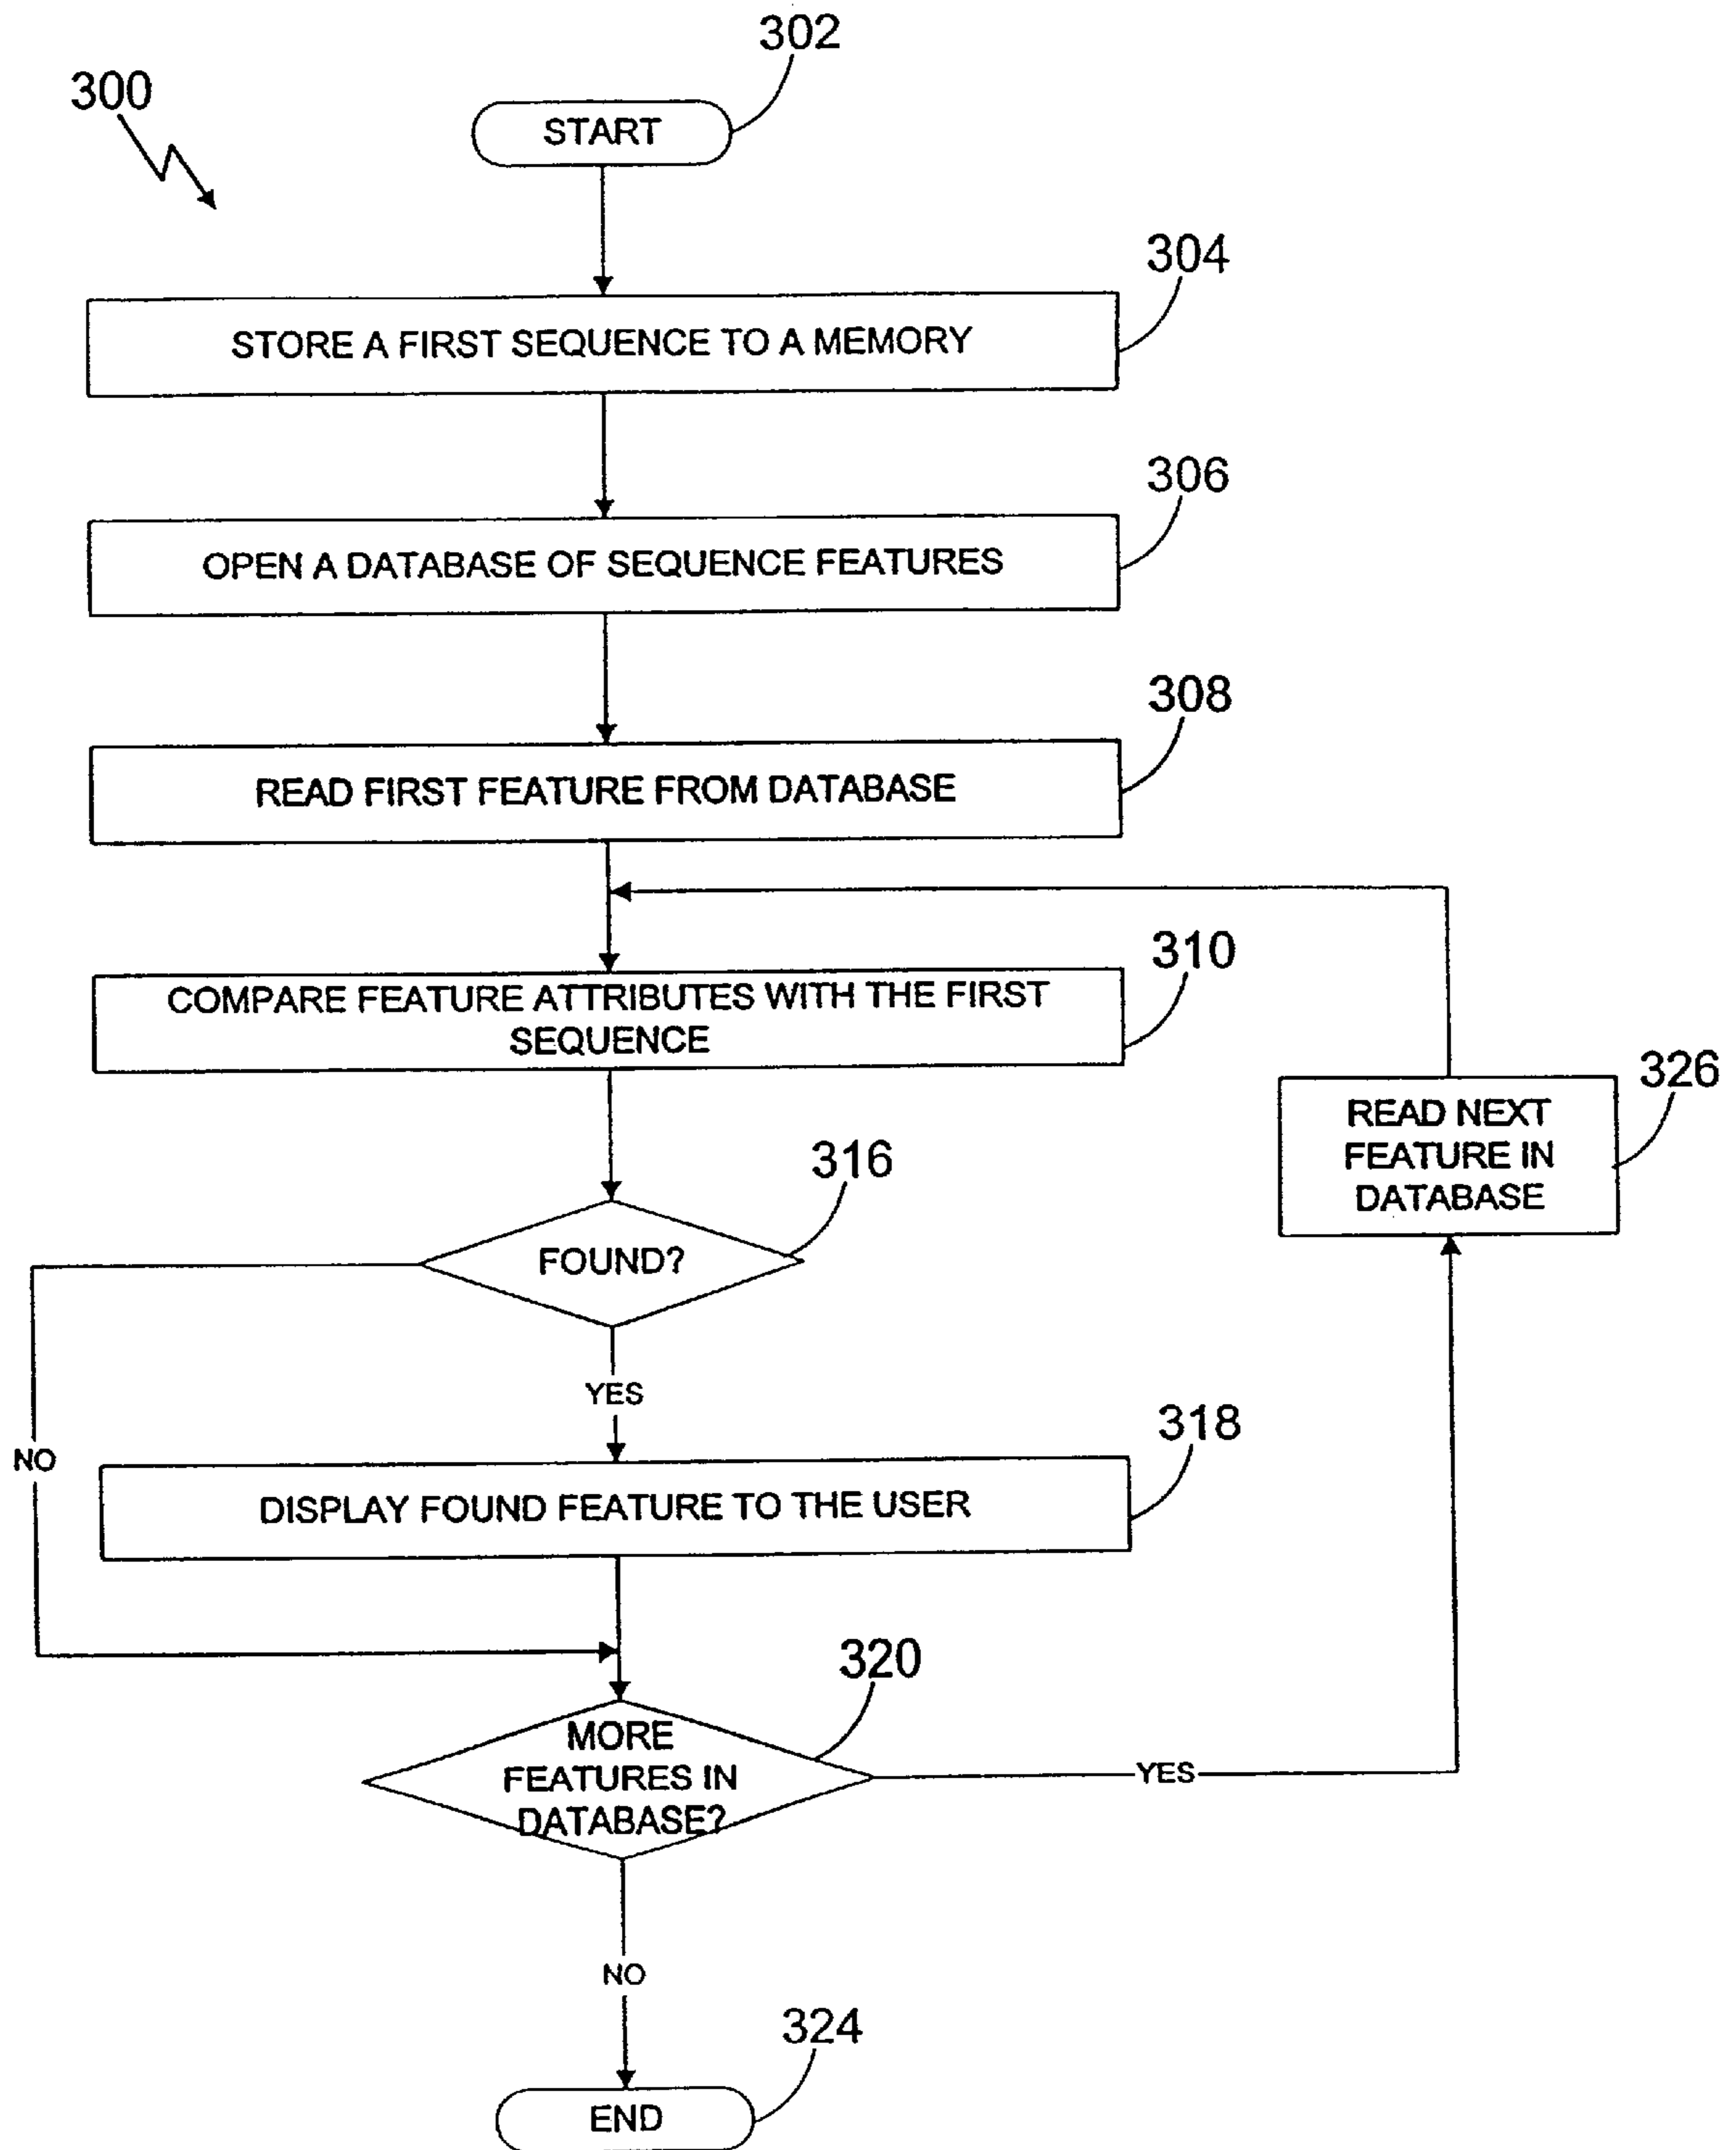 302
300
START
304
STORE A FIRST SEQUENCE TO A MEMORY
306
OPEN A DATABASE OF SEQUENCE FEATURES
308
READ FIRST FEATURE FROM DATABASE
310
COMPARE FEATURE ATTRIBUTES WITH THE FIRST
SEQUENCE
326
READ NEXT
FEATURE IN
DATABASE
316
FOUND?
YES
NO
318
DISPLAY FOUND FEATURE TO THE USER
320
MORE
FEATURES IN
DATABASE?
YES
NO
324
END